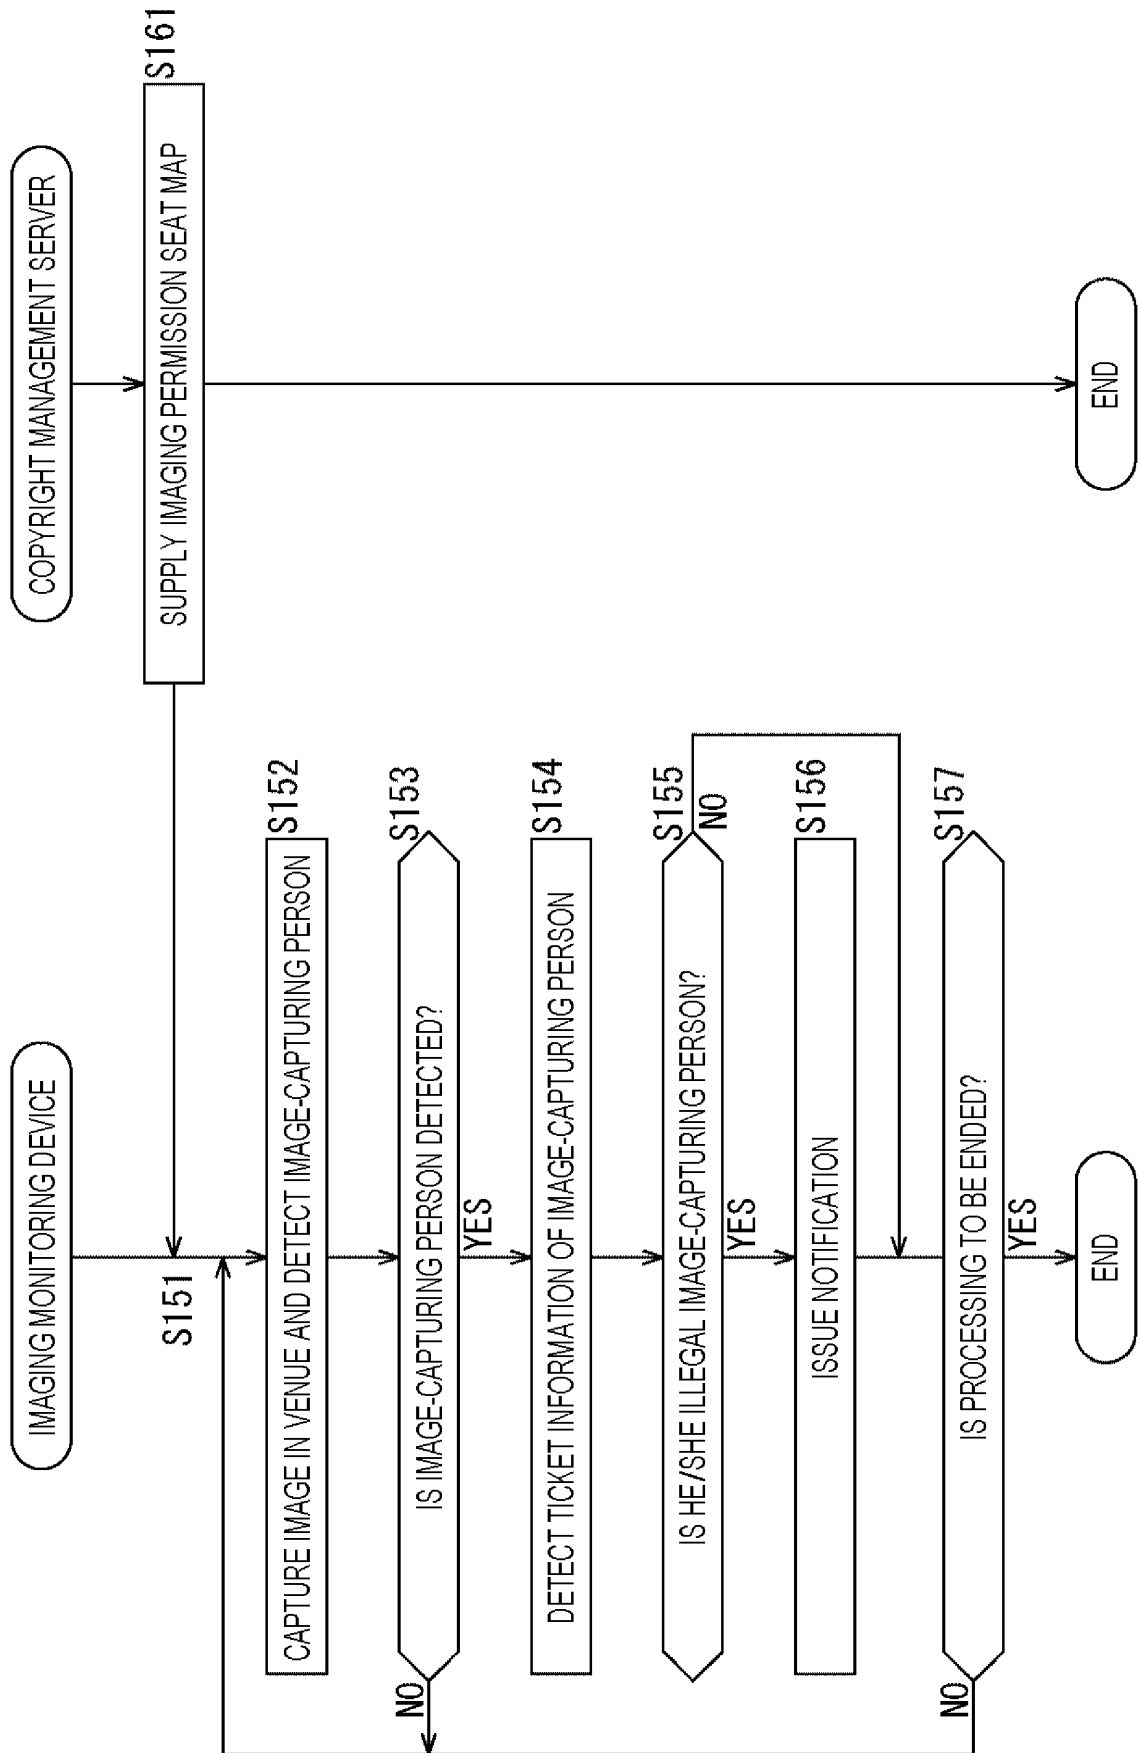 IMAGING MONITORING DEVICE
S151
CAPTURE IMAGE IN VENUE AND DETECT IMAGE-CAPTURING PERSON
S152
IS IMAGE-CAPTURING PERSON DETECTED?
S153
NO
YES
DETECT TICKET INFORMATION OF IMAGE-CAPTURING PERSON
S154
IS HE/SHE ILLEGAL IMAGE-CAPTURING PERSON?
S155
NO
YES
ISSUE NOTIFICATION
S156
IS PROCESSING TO BE ENDED?
S157
NO
YES
END
COPYRIGHT MANAGEMENT SERVER
SUPPLY IMAGING PERMISSION SEAT MAP
S161
END